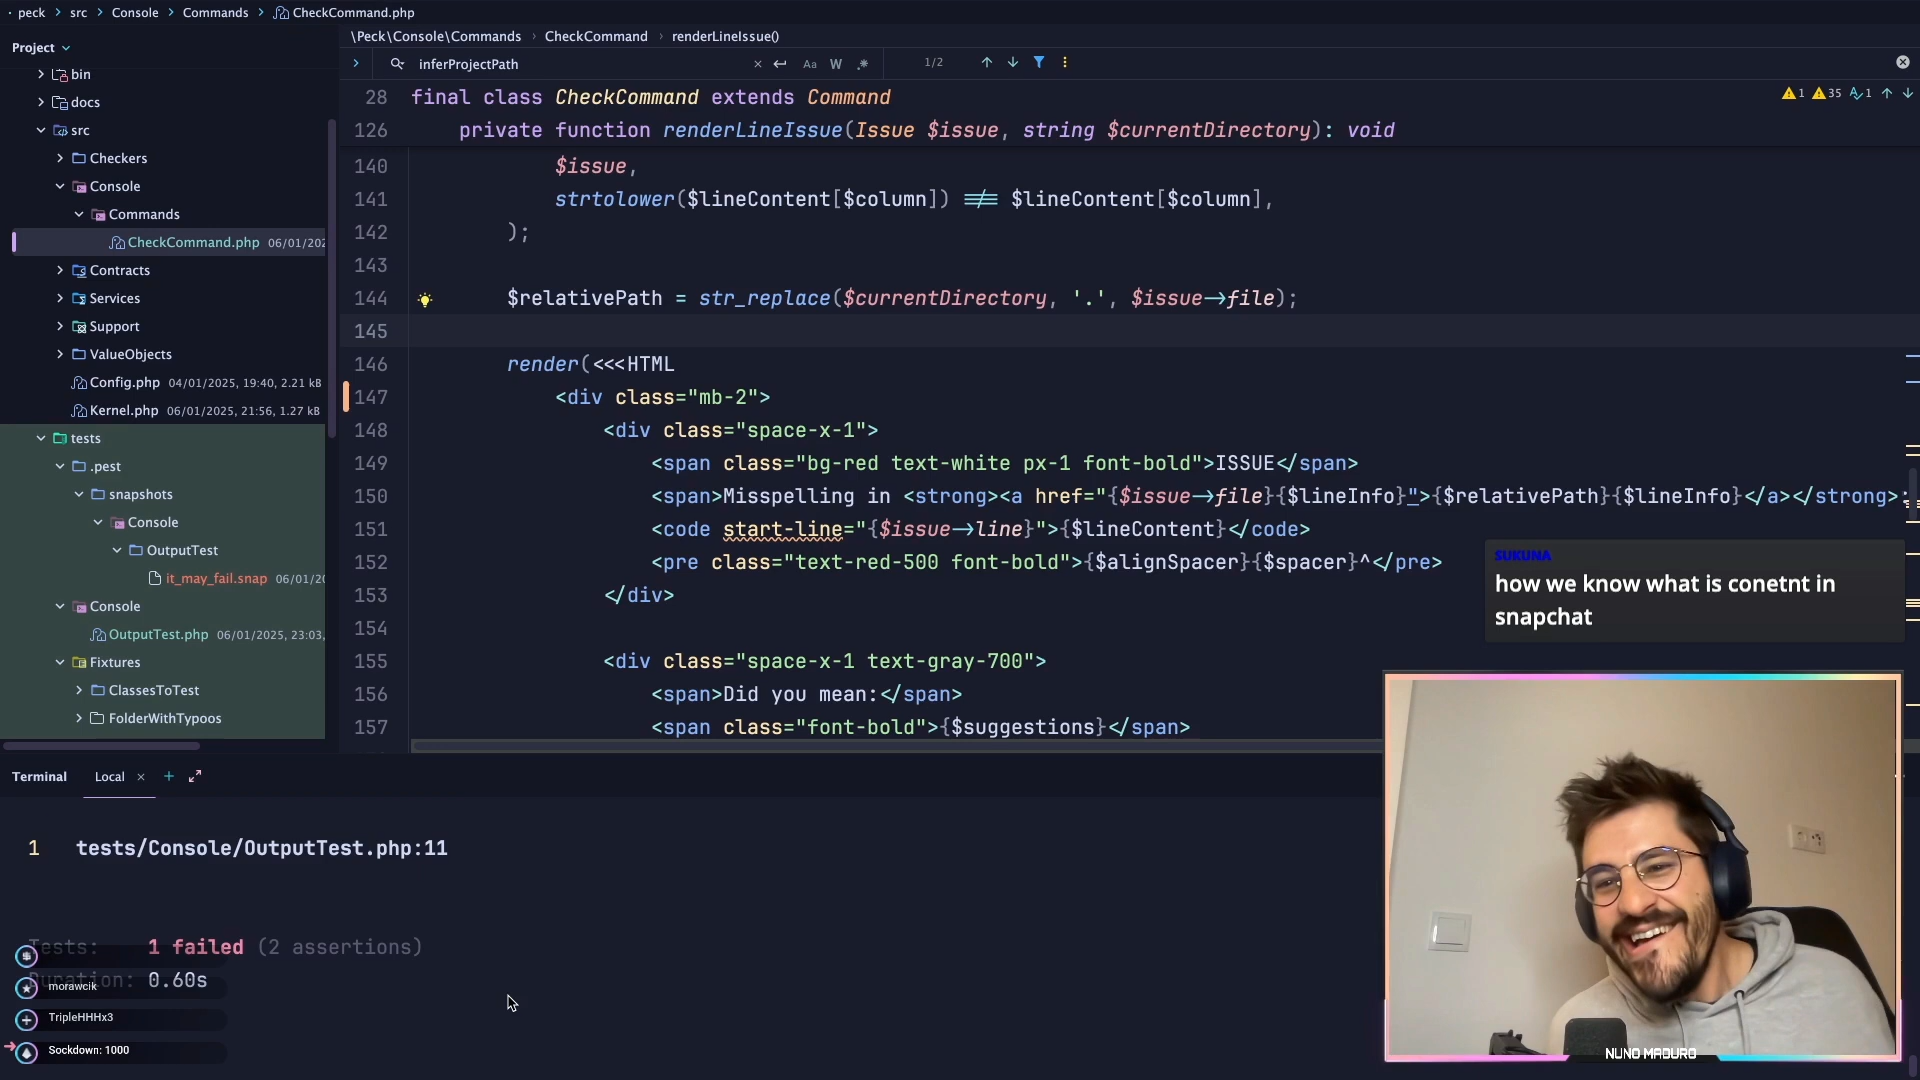 peck > src > Console > Commands > CheckCommand.php
Project
\Peck\Console\Commands > CheckCommand > renderLineIssue()
inferProjectPath
Aa W .*
1/2
bin
docs
src
Checkers
Console
Commands
CheckCommand.php 06/01/202
Contracts
Services
Support
ValueObjects
Config.php 04/01/2025, 19:40, 2.21 kB
Kernel.php 06/01/2025, 21:56, 1.27 kB
tests
.pest
snapshots
Console
OutputTest
it_may_fail.snap 06/01/20
Console
OutputTest.php 06/01/2025, 23:03,
Fixtures
ClassesToTest
FolderWithTypoos
1 35 1
28 final class CheckCommand extends Command
126 private function renderLineIssue(Issue $issue, string $currentDirectory): void
140 $issue,
141 strtolower($lineContent[$column]) !== $lineContent[$column],
142 );
143
144 $relativePath = str_replace($currentDirectory, '.', $issue->file);
145
146 render(<<<HTML
147 <div class="mb-2">
148 <div class="space-x-1">
149 <span class="bg-red text-white px-1 font-bold">ISSUE</span>
150 <span>Misspelling in <strong><a href="{$issue->file}{$lineInfo}">{$relativePath}{$lineInfo}</a></strong>
151 <code start-line="{$issue->line}">{$lineContent}</code>
152 <pre class="text-red-500 font-bold">{$alignSpacer}{$spacer}^</pre>
153 </div>
154
155 <div class="space-x-1 text-gray-700">
156 <span>Did you mean:</span>
157 <span class="font-bold">{$suggestions}</span>
SUKUNA
how we know what is conetnt in
snapchat
Terminal Local
1 tests/Console/OutputTest.php:11
Tests: 1 failed (2 assertions)
Duration: 0.60s
morawcik
TripleHHHx3
Sockdown: 1000
NUNO MADURO